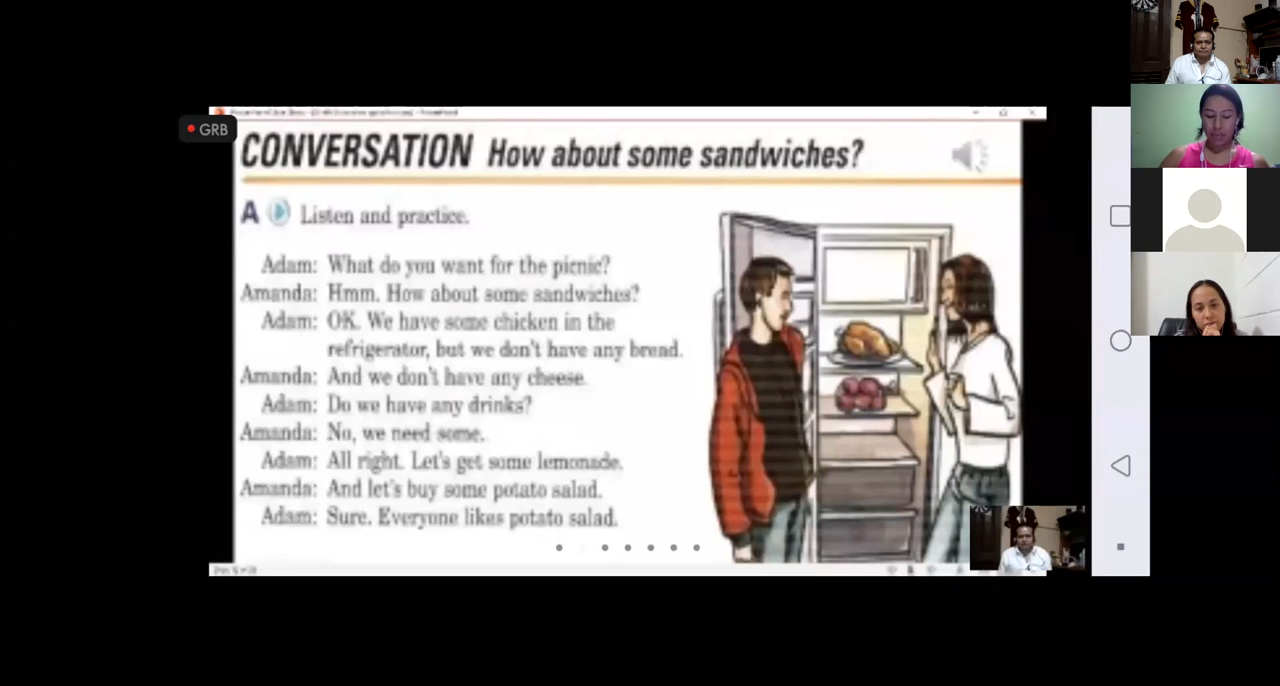 GRB
CONVERSATION How about some sandwiches?
A Listen and practice.
Adam: What do you want for the picnic?
Amanda: Hmm. How about some sandwiches?
Adam: OK. We have some chicken in the
refrigerator, but we don't have any bread.
Amanda: And we don't have any cheese.
Adam: Do we have any drinks?
Amanda: No, we need some.
Adam: All right. Let's get some lemonade.
Amanda: And let's buy some potato salad.
Adam: Sure. Everyone likes potato salad.